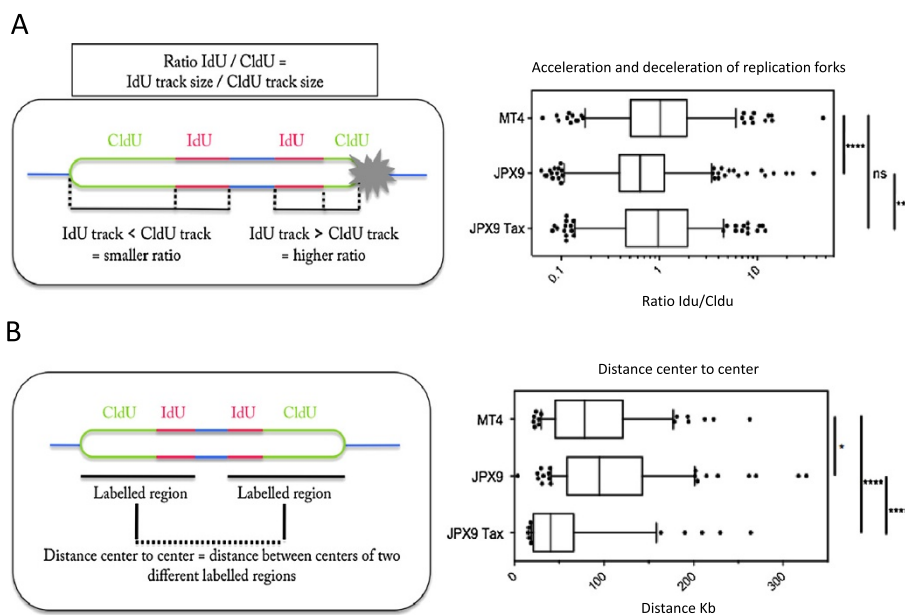 A
Ratio IdU / CldU =
IdU track size / CldU track size
CldU IdU IdU CldU
IdU track < CldU track
= smaller ratio
IdU track > CldU track
= higher ratio
Acceleration and deceleration of replication forks
MT4
JPX9
JPX9 Tax
****
ns
**
0.1 1 10
Ratio Idu/Cldu
B
CldU IdU IdU CldU
Labelled region Labelled region
Distance center to center = distance between centers of two
different labelled regions
Distance center to center
MT4
JPX9
JPX9 Tax
*
****
****
0 100 200 300
Distance Kb